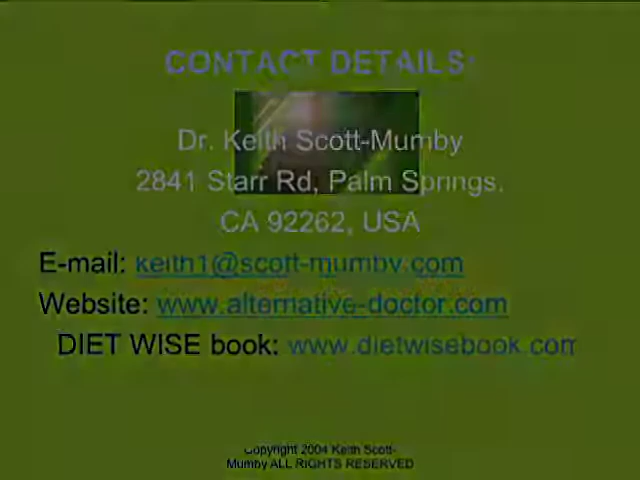 CONTACT DETAILS:
Dr. Keith Scott-Mumby
2841 Starr Rd, Palm Springs,
CA 92262, USA
E-mail: keith1@scott-mumby.com
Website: www.alternative-doctor.com
DIET WISE book: www.dietwisebook.com
Copyright 2004 Keith Scott-
Mumby ALL RIGHTS RESERVED